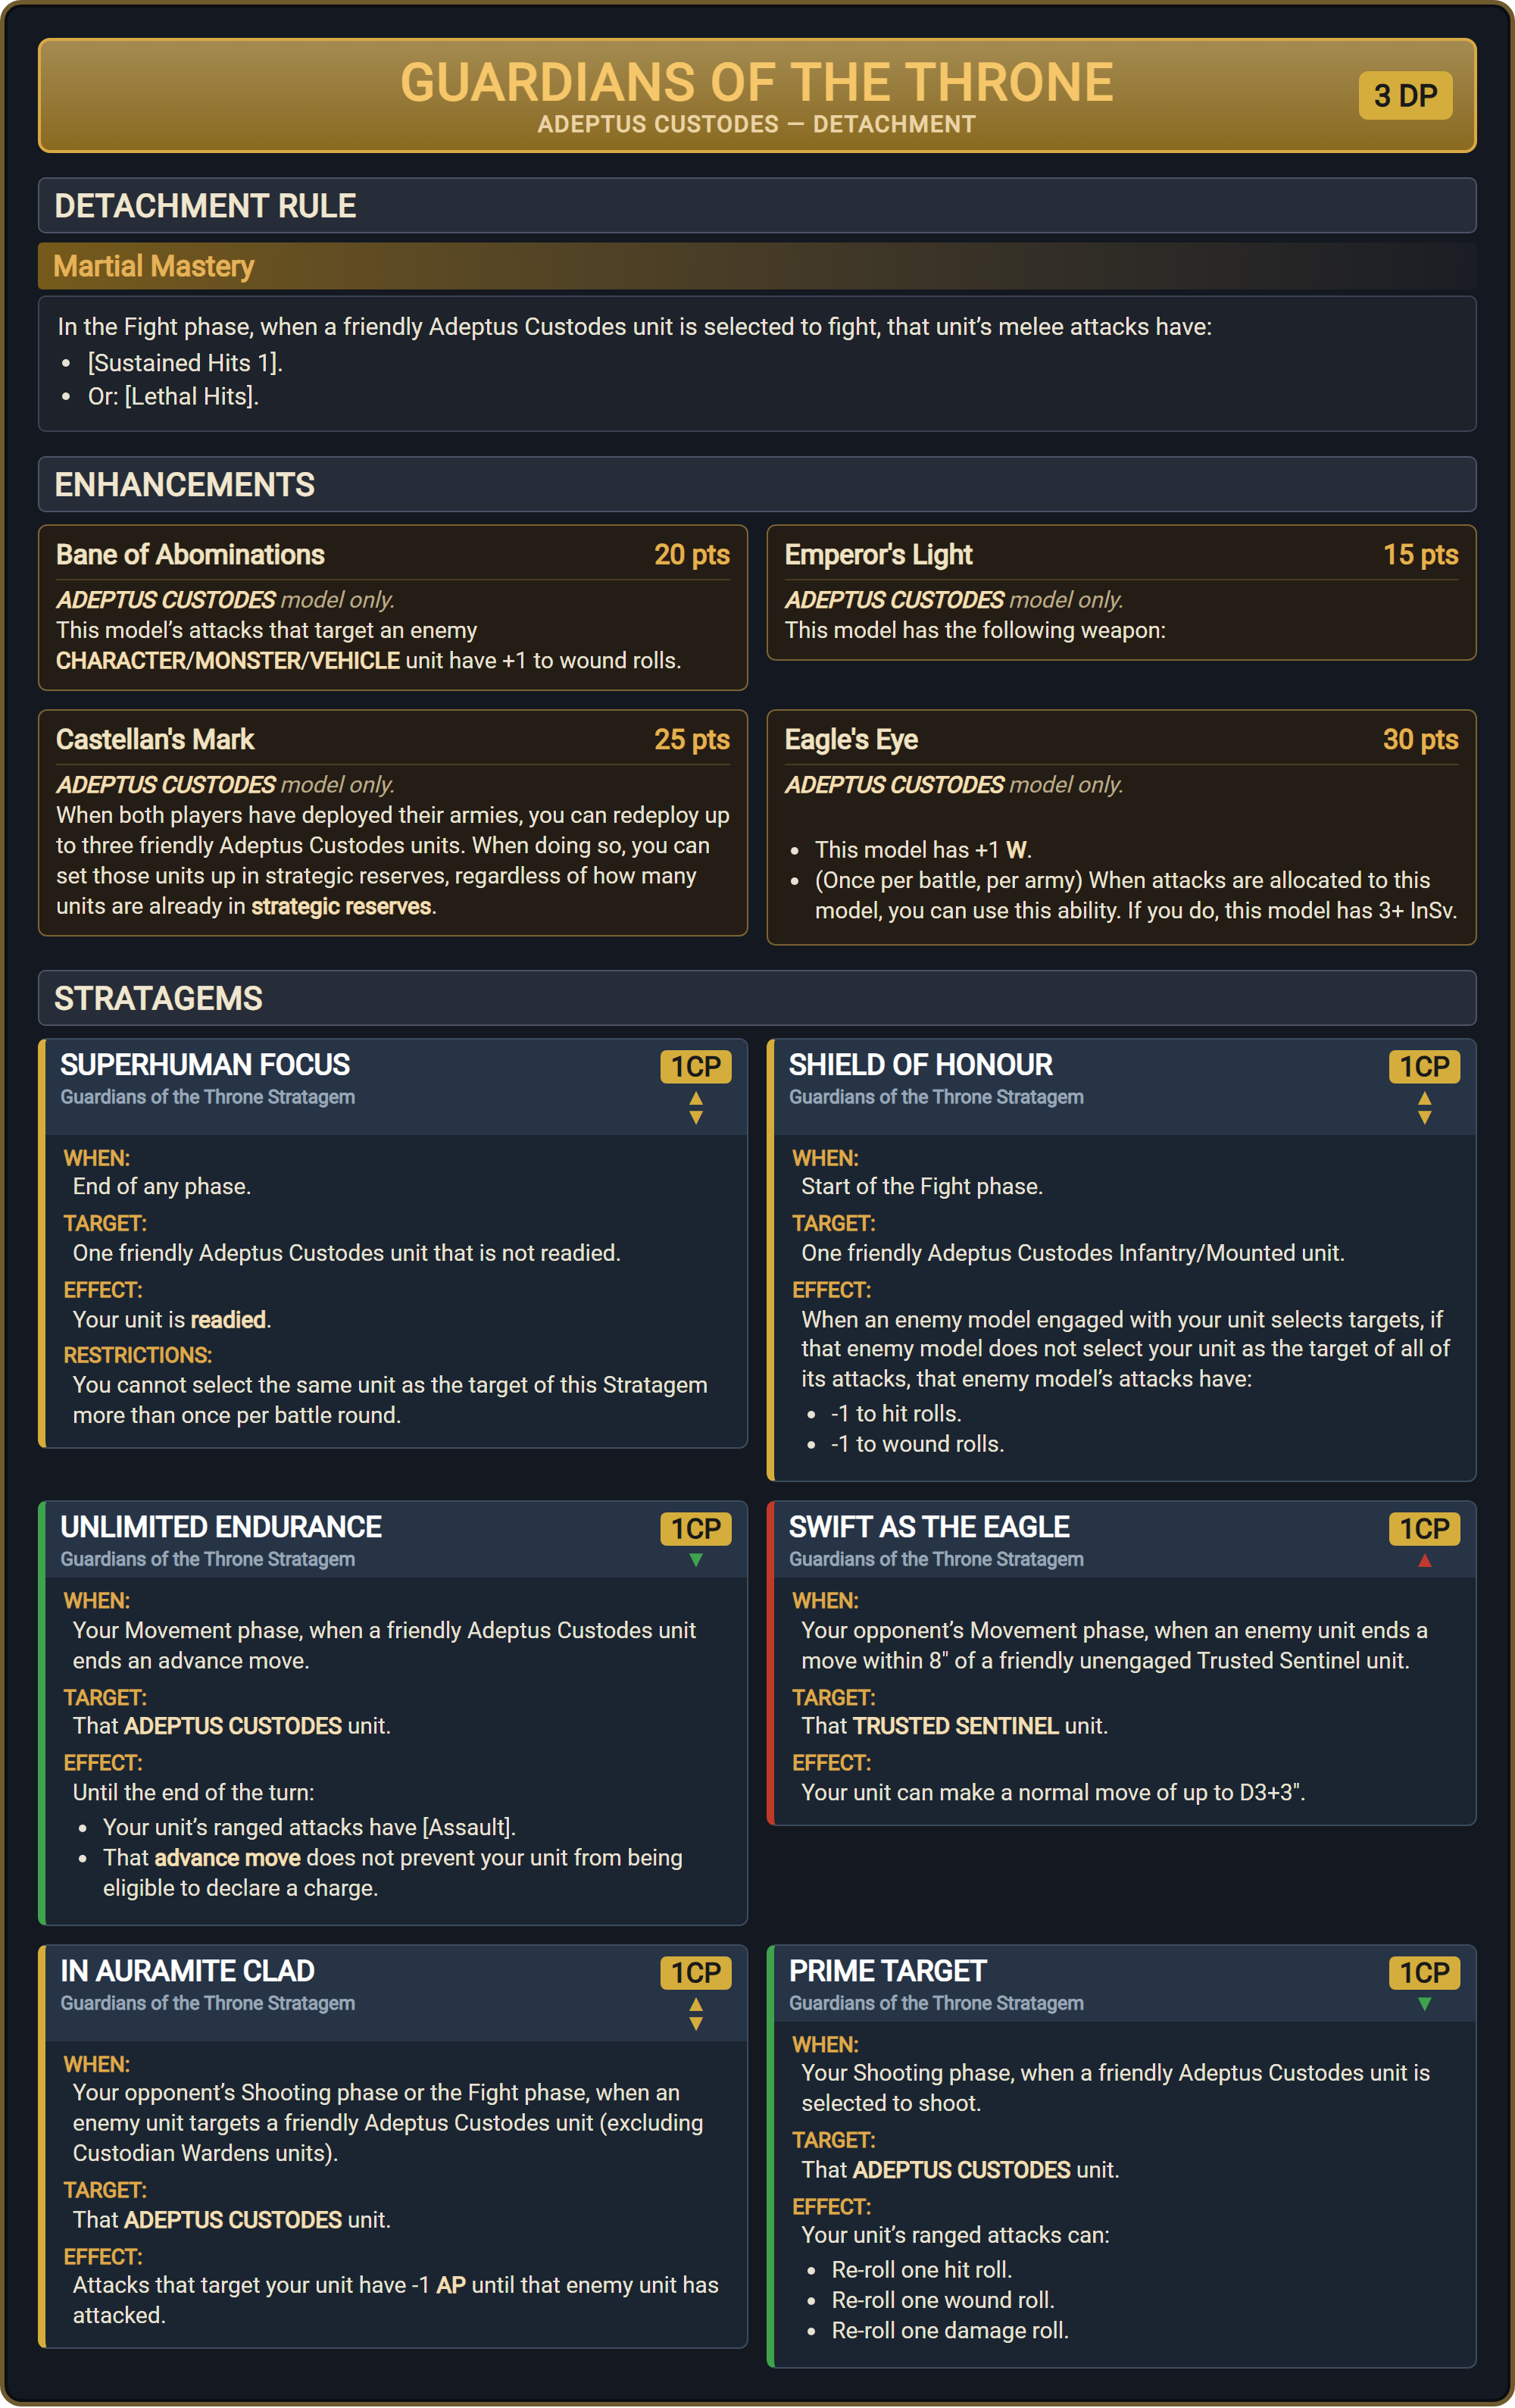 GUARDIANS OF THE THRONE
ADEPTUS CUSTODES — DETACHMENT
3 DP
DETACHMENT RULE
Martial Mastery
In the Fight phase, when a friendly Adeptus Custodes unit is selected to fight, that unit’s melee attacks have:
• [Sustained Hits 1].
• Or: [Lethal Hits].
ENHANCEMENTS
Bane of Abominations 20 pts
ADEPTUS CUSTODES model only.
This model’s attacks that target an enemy
CHARACTER/MONSTER/VEHICLE unit have +1 to wound rolls.
Emperor's Light 15 pts
ADEPTUS CUSTODES model only.
This model has the following weapon:
Castellan's Mark 25 pts
ADEPTUS CUSTODES model only.
When both players have deployed their armies, you can redeploy up
to three friendly Adeptus Custodes units. When doing so, you can
set those units up in strategic reserves, regardless of how many
units are already in strategic reserves.
Eagle's Eye 30 pts
ADEPTUS CUSTODES model only.
• This model has +1 W.
• (Once per battle, per army) When attacks are allocated to this
model, you can use this ability. If you do, this model has 3+ InSv.
STRATAGEMS
SUPERHUMAN FOCUS 1CP
Guardians of the Throne Stratagem
WHEN:
End of any phase.
TARGET:
One friendly Adeptus Custodes unit that is not readied.
EFFECT:
Your unit is readied.
RESTRICTIONS:
You cannot select the same unit as the target of this Stratagem
more than once per battle round.
SHIELD OF HONOUR 1CP
Guardians of the Throne Stratagem
WHEN:
Start of the Fight phase.
TARGET:
One friendly Adeptus Custodes Infantry/Mounted unit.
EFFECT:
When an enemy model engaged with your unit selects targets, if
that enemy model does not select your unit as the target of all of
its attacks, that enemy model’s attacks have:
• -1 to hit rolls.
• -1 to wound rolls.
UNLIMITED ENDURANCE 1CP
Guardians of the Throne Stratagem
WHEN:
Your Movement phase, when a friendly Adeptus Custodes unit
ends an advance move.
TARGET:
That ADEPTUS CUSTODES unit.
EFFECT:
Until the end of the turn:
• Your unit’s ranged attacks have [Assault].
• That advance move does not prevent your unit from being
eligible to declare a charge.
SWIFT AS THE EAGLE 1CP
Guardians of the Throne Stratagem
WHEN:
Your opponent’s Movement phase, when an enemy unit ends a
move within 8" of a friendly unengaged Trusted Sentinel unit.
TARGET:
That TRUSTED SENTINEL unit.
EFFECT:
Your unit can make a normal move of up to D3+3".
IN AURAMITE CLAD 1CP
Guardians of the Throne Stratagem
WHEN:
Your opponent’s Shooting phase or the Fight phase, when an
enemy unit targets a friendly Adeptus Custodes unit (excluding
Custodian Wardens units).
TARGET:
That ADEPTUS CUSTODES unit.
EFFECT:
Attacks that target your unit have -1 AP until that enemy unit has
attacked.
PRIME TARGET 1CP
Guardians of the Throne Stratagem
WHEN:
Your Shooting phase, when a friendly Adeptus Custodes unit is
selected to shoot.
TARGET:
That ADEPTUS CUSTODES unit.
EFFECT:
Your unit’s ranged attacks can:
• Re-roll one hit roll.
• Re-roll one wound roll.
• Re-roll one damage roll.